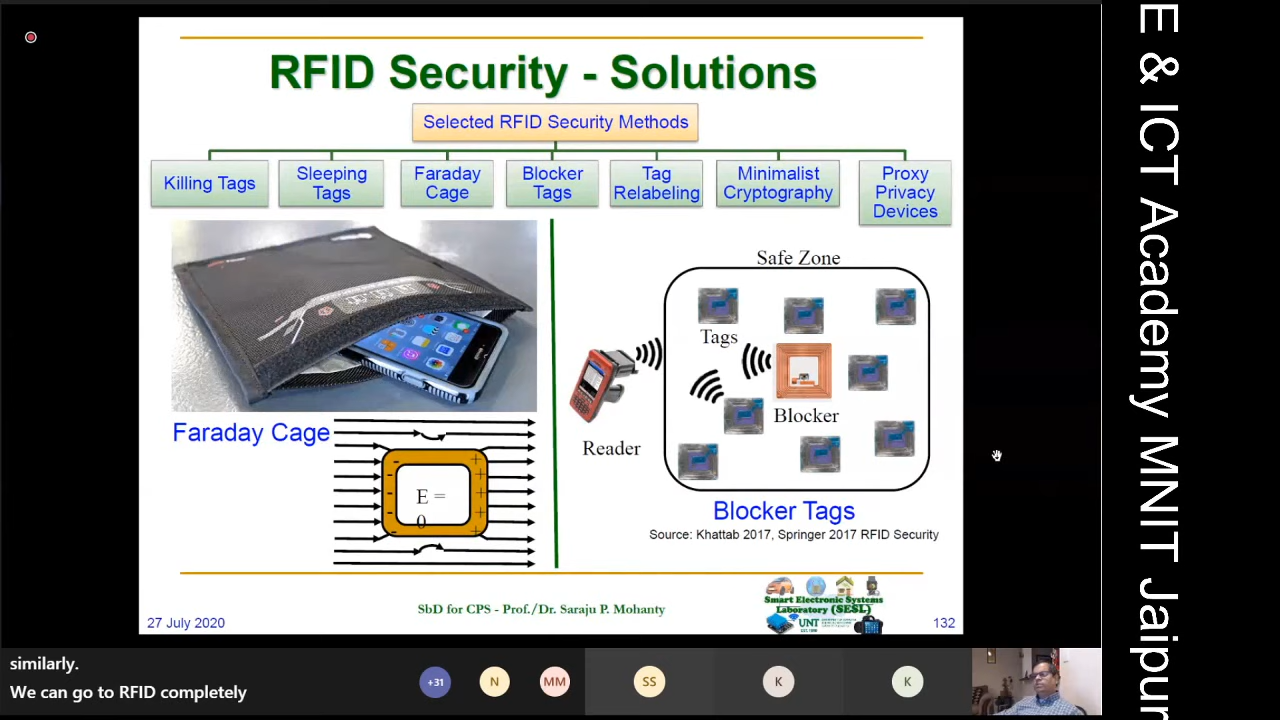 RFID Security - Solutions
Selected RFID Security Methods
Killing Tags
Sleeping
Tags
Faraday
Cage
Blocker
Tags
Tag
Relabeling
Minimalist
Cryptography
Proxy
Privacy
Devices
Safe Zone
Tags
Blocker
Reader
Faraday Cage
E =
0
Blocker Tags
Source: Khattab 2017, Springer 2017 RFID Security
Smart Electronic Systems
Laboratory (SESL)
UNT
SbD for CPS - Prof./Dr. Saraju P. Mohanty
27 July 2020
132
similarly.
We can go to RFID completely
+31
N
MM
SS
K
K
E & ICT Academy MNIT Jaipur